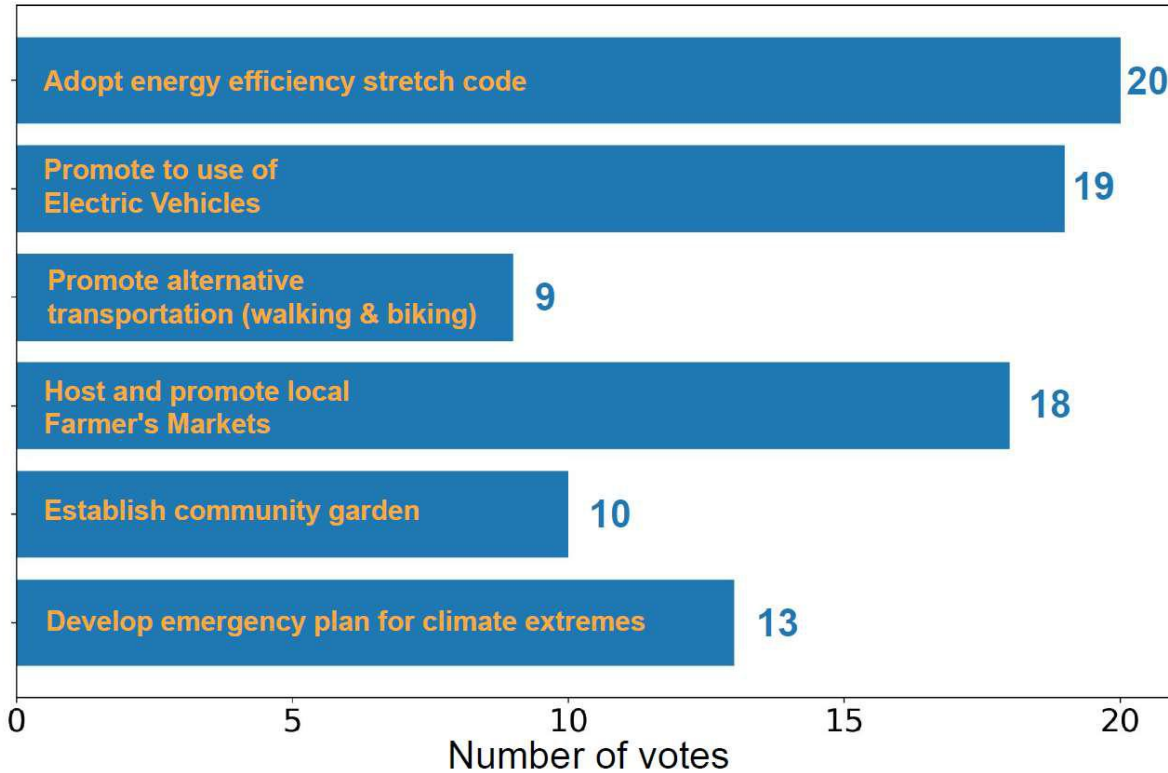 Adopt energy efficiency stretch code
20
Promote to use of
Electric Vehicles
19
Promote alternative
transportation (walking & biking)
9
Host and promote local
Farmer's Markets
18
Establish community garden
10
Develop emergency plan for climate extremes
13
0 5 10 15 20
Number of votes